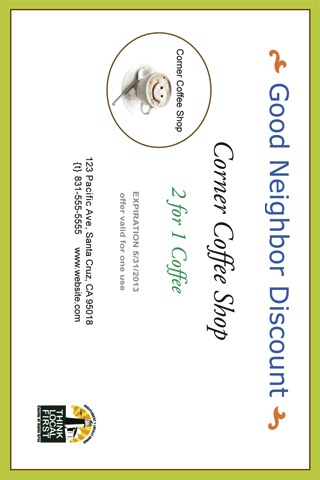 Good Neighbor Discount
Corner Coffee Shop
Corner Coffee Shop
2 for 1 Coffee
EXPIRATION 5/31/2013
offer valid for one use
123 Pacific Ave, Santa Cruz, CA 95018
{t} 831-555-5555 www.website.com
THINK
LOCAL
FIRST